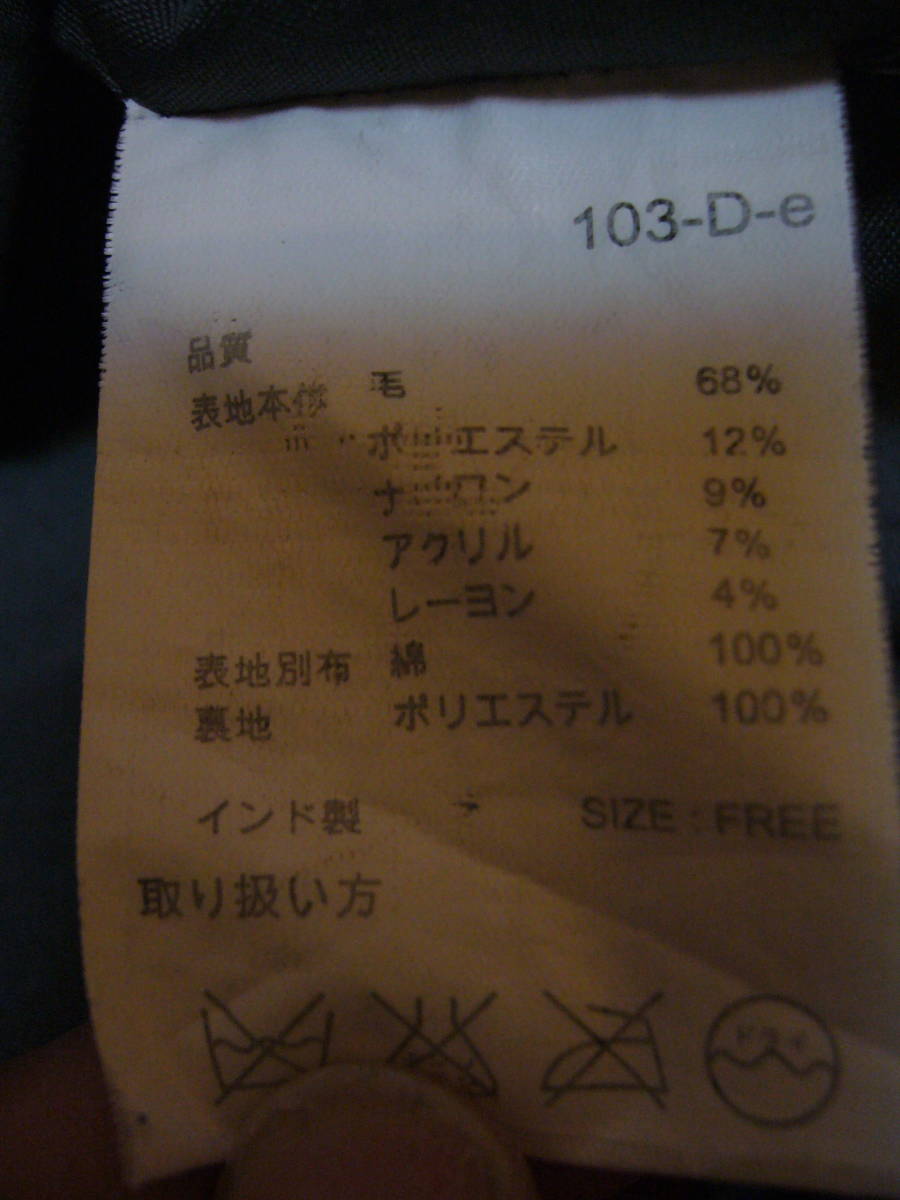 103-D-e
品質
表地本体 毛 68%
ポリエステル 12%
ナイロン 9%
アクリル 7%
レーヨン 4%
表地別布 綿 100%
裏地 ポリエステル 100%
インド製 SIZE : FREE
取り扱い方
ドライ